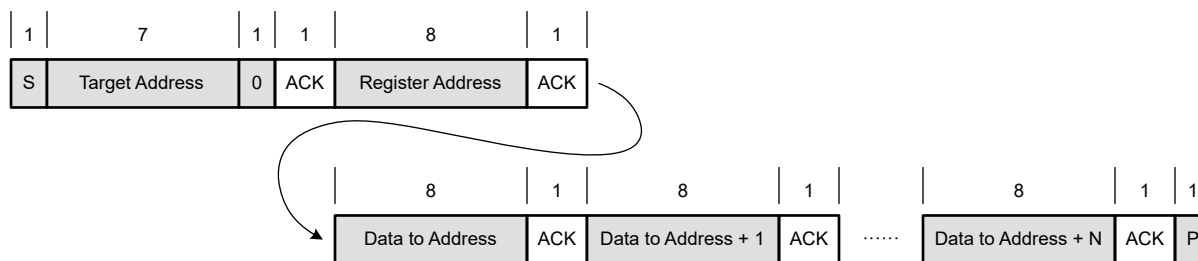 1 7 1 1 8 1
S Target Address 0 ACK Register Address ACK
8 1 8 1 8 1 1
Data to Address ACK Data to Address + 1 ACK ...... Data to Address + N ACK P